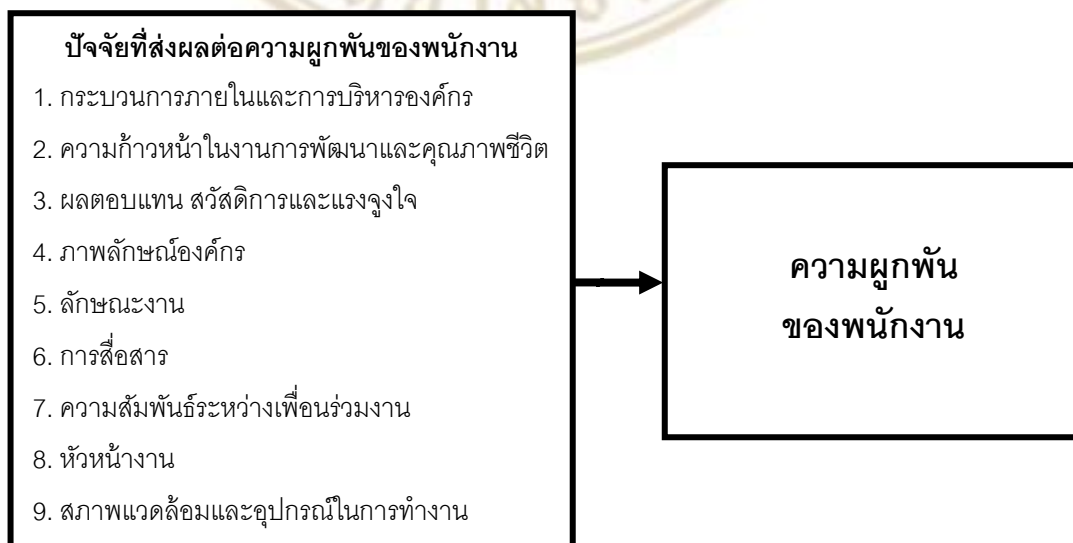 ปัจจัยที่ส่งผลต่อความผูกพันของพนักงาน
1. กระบวนการภายในและการบริหารองค์กร
2. ความก้าวหน้าในงานการพัฒนาและคุณภาพชีวิต
3. ผลตอบแทน สวัสดิการและแรงจูงใจ
4. ภาพลักษณ์องค์กร
5. ลักษณะงาน
6. การสื่อสาร
7. ความสัมพันธ์ระหว่างเพื่อนร่วมงาน
8. หัวหน้างาน
9. สภาพแวดล้อมและอุปกรณ์ในการทำงาน
ความผูกพัน
ของพนักงาน